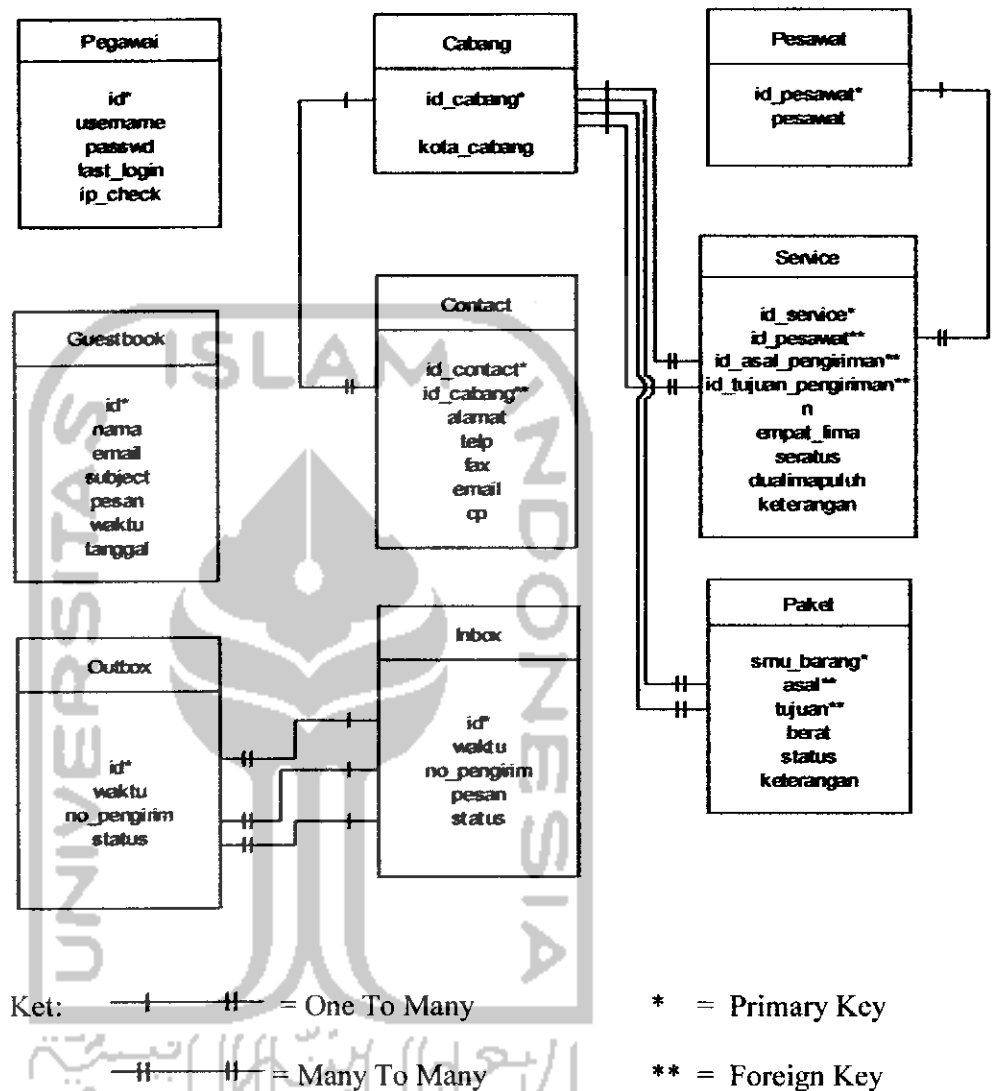 Pegawai
id*
username
passwd
last_login
ip_check
Cabang
id_cabang*
kota_cabang
Pesawat
id_pesawat*
pesawat
Service
id_service*
id_pesawat**
id_asal_pengiriman**
id_tujuan_pengiriman**
n
empat_lima
seratus
dualimapuluh
keterangan
Guestbook
id*
nama
email
subject
pesan
waktu
tanggal
Contact
id_contact*
id_cabang**
alamat
telp
fax
email
cp
Outbox
id*
waktu
no_pengirim
status
Inbox
id*
waktu
no_pengirim
pesan
status
Paket
smu_barang*
asal**
tujuan**
berat
status
keterangan
ISLAM
UNIVERSITAS
INDONESIA
Ket: = One To Many * = Primary Key
= Many To Many ** = Foreign Key